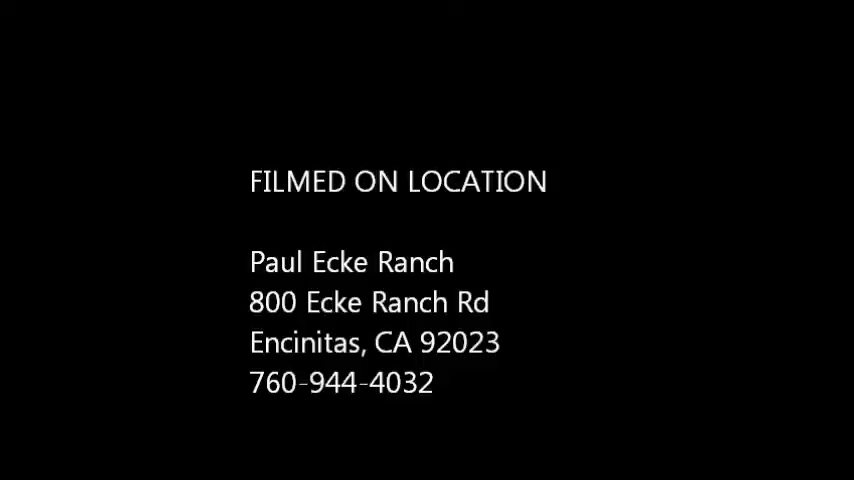 FILMED ON LOCATION
Paul Ecke Ranch
800 Ecke Ranch Rd
Encinitas, CA 92023
760-944-4032